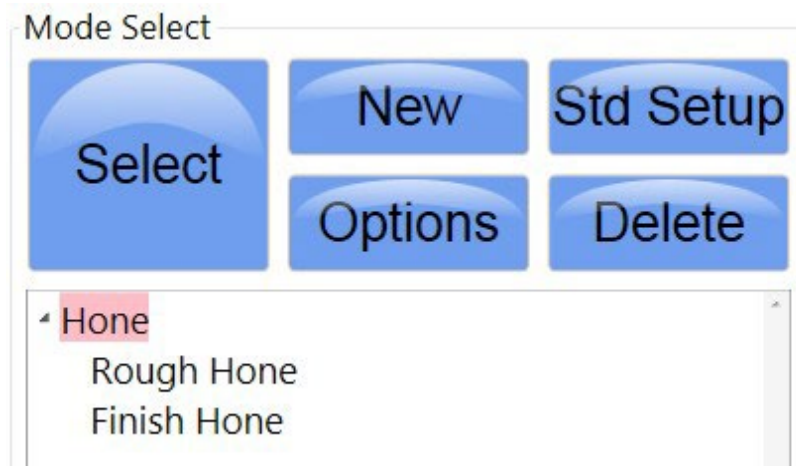 Mode Select
Select
New
Std Setup
Options
Delete
Hone
Rough Hone
Finish Hone